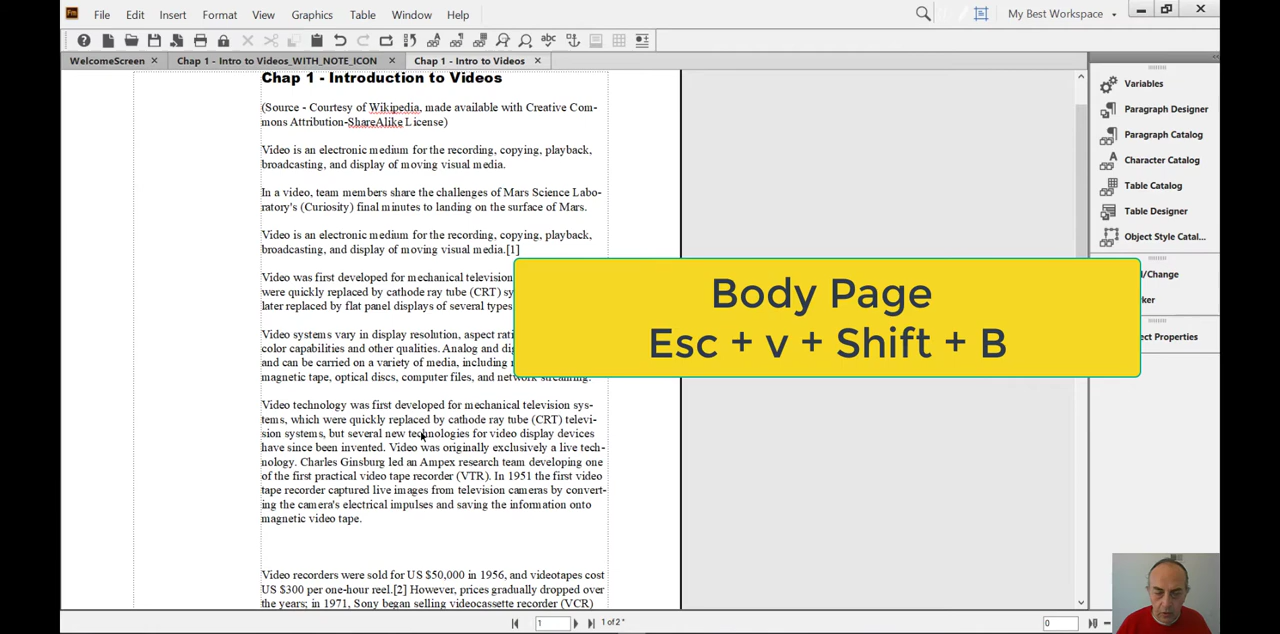 Fm File Edit Insert Format View Graphics Table Window Help My Best Workspace
WelcomeScreen Chap 1 - Intro to Videos_WITH_NOTE_ICON Chap 1 - Intro to Videos
Chap 1 - Introduction to Videos
(Source - Courtesy of Wikipedia, made available with Creative Com-
mons Attribution-ShareAlike License)
Video is an electronic medium for the recording, copying, playback,
broadcasting, and display of moving visual media.
In a video, team members share the challenges of Mars Science Labo-
ratory's (Curiosity) final minutes to landing on the surface of Mars.
Video is an electronic medium for the recording, copying, playback,
broadcasting, and display of moving visual media.[1]
Video was first developed for mechanical television
were quickly replaced by cathode ray tube (CRT) sy
later replaced by flat panel displays of several types
Video systems vary in display resolution, aspect rati
color capabilities and other qualities. Analog and dig
and can be carried on a variety of media, including
magnetic tape, optical discs, computer files, and network streaming.
Video technology was first developed for mechanical television sys-
tems, which were quickly replaced by cathode ray tube (CRT) televi-
sion systems, but several new technologies for video display devices
have since been invented. Video was originally exclusively a live tech-
nology. Charles Ginsburg led an Ampex research team developing one
of the first practical video tape recorder (VTR). In 1951 the first video
tape recorder captured live images from television cameras by convert-
ing the camera's electrical impulses and saving the information onto
magnetic video tape.
Video recorders were sold for US $50,000 in 1956, and videotapes cost
US $300 per one-hour reel.[2] However, prices gradually dropped over
the years; in 1971, Sony began selling videocassette recorder (VCR)
Body Page
Esc + v + Shift + B
Variables
Paragraph Designer
Paragraph Catalog
Character Catalog
Table Catalog
Table Designer
Object Style Catal...
/Change
ker
ect Properties
1 1 of 2* 0